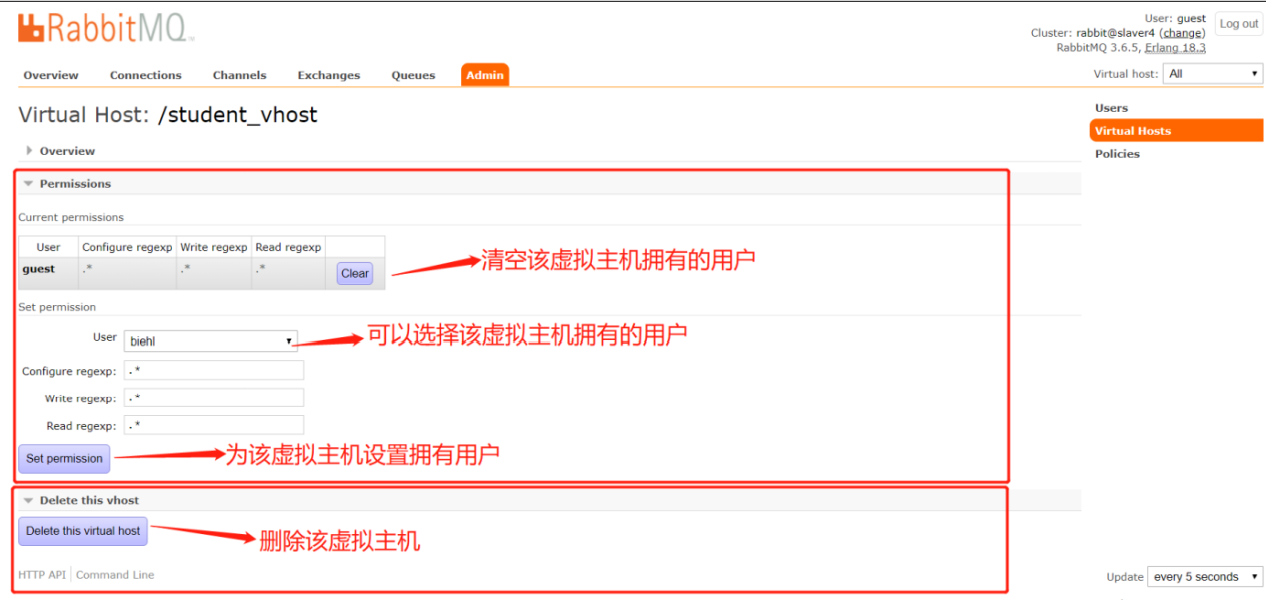 RabbitMQ
User: guest
Log out
Cluster: rabbit@slaver4 (change)
RabbitMQ 3.6.5, Erlang 18.3
Overview Connections Channels Exchanges Queues Admin
Virtual host: All
Virtual Host: /student_vhost
Users
Virtual Hosts
Policies
Overview
Permissions
Current permissions
User Configure regexp Write regexp Read regexp
guest .* .* .* Clear
清空该虚拟主机拥有的用户
Set permission
User biehl
可以选择该虚拟主机拥有的用户
Configure regexp: .*
Write regexp: .*
Read regexp: .*
Set permission
为该虚拟主机设置拥有用户
Delete this vhost
Delete this virtual host
删除该虚拟主机
HTTP API Command Line
Update every 5 seconds